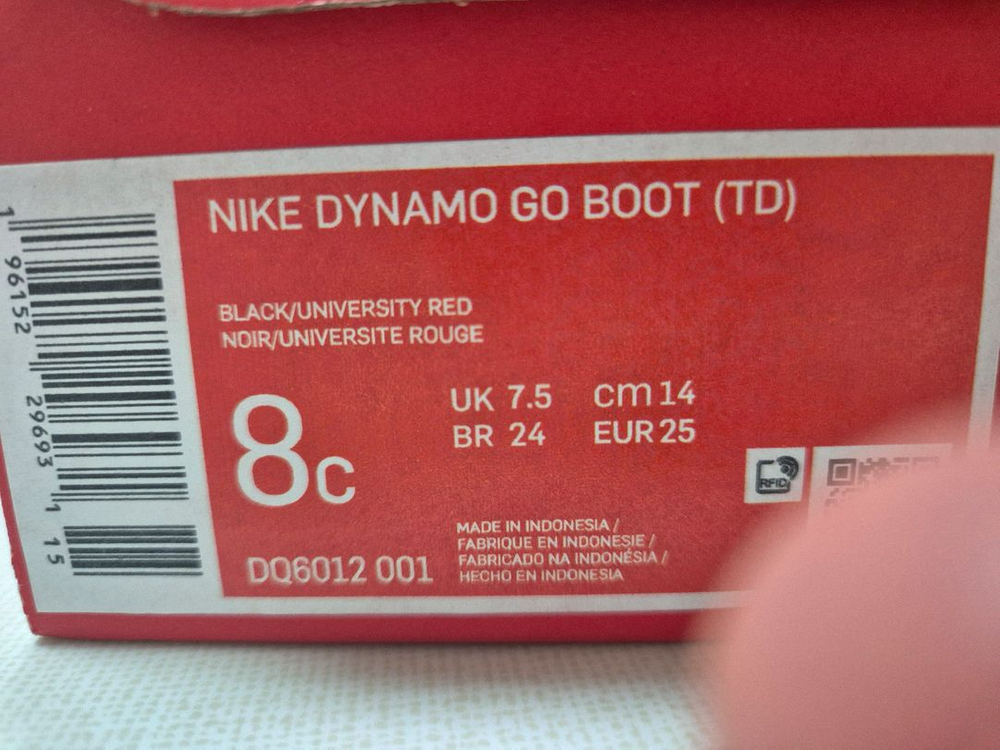 NIKE DYNAMO GO BOOT (TD)
BLACK/UNIVERSITY RED
NOIR/UNIVERSITE ROUGE
8C
UK 7.5 cm 14
BR 24 EUR 25
DQ6012 001
MADE IN INDONESIA /
FABRIQUE EN INDONESIE /
FABRICADO NA INDONÉSIA /
HECHO EN INDONESIA
RFID
1 96152 29693 1 15